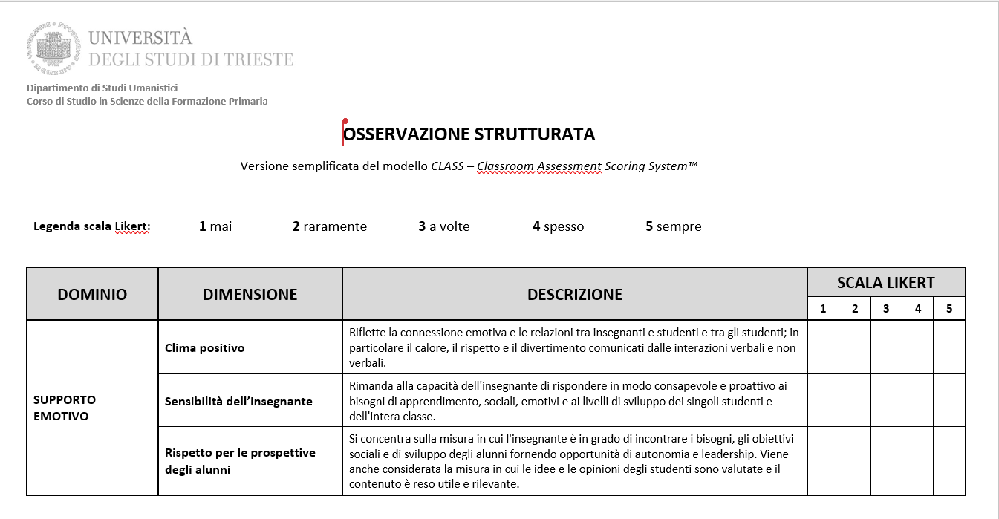 UNIVERSITÀ
DEGLI STUDI DI TRIESTE
Dipartimento di Studi Umanistici
Corso di Studio in Scienze della Formazione Primaria
OSSERVAZIONE STRUTTURATA
Versione semplificata del modello CLASS – Classroom Assessment Scoring System™
Legenda scala Likert: 1 mai 2 raramente 3 a volte 4 spesso 5 sempre
DOMINIO DIMENSIONE DESCRIZIONE SCALA LIKERT
1 2 3 4 5
SUPPORTO
EMOTIVO
Clima positivo
Riflette la connessione emotiva e le relazioni tra insegnanti e studenti e tra gli studenti; in
particolare il calore, il rispetto e il divertimento comunicati dalle interazioni verbali e non
verbali.
Sensibilità dell’insegnante
Rimanda alla capacità dell'insegnante di rispondere in modo consapevole e proattivo ai
bisogni di apprendimento, sociali, emotivi e ai livelli di sviluppo dei singoli studenti e
dell'intera classe.
Rispetto per le prospettive
degli alunni
Si concentra sulla misura in cui l'insegnante è in grado di incontrare i bisogni, gli obiettivi
sociali e di sviluppo degli alunni fornendo opportunità di autonomia e leadership. Viene
anche considerata la misura in cui le idee e le opinioni degli studenti sono valutate e il
contenuto è reso utile e rilevante.